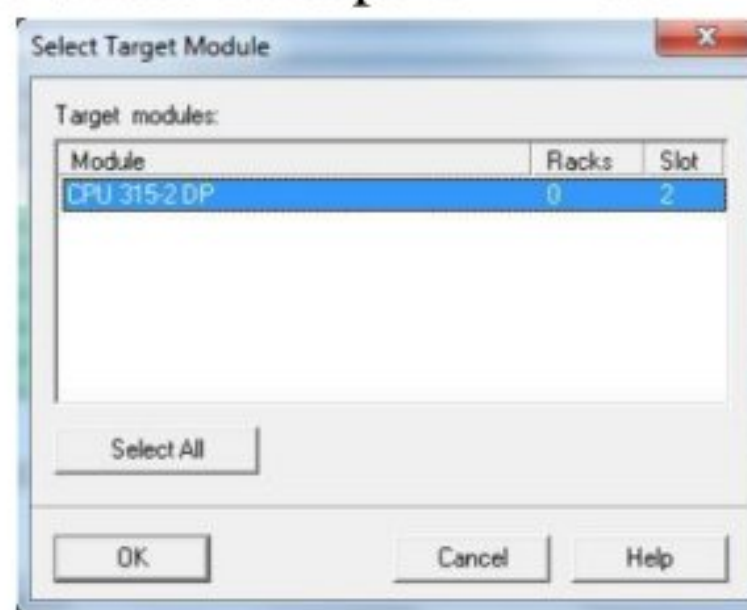 Select Target Module
Target modules:
Module Racks Slot
CPU 315-2 DP 0 2
Select All
OK Cancel Help